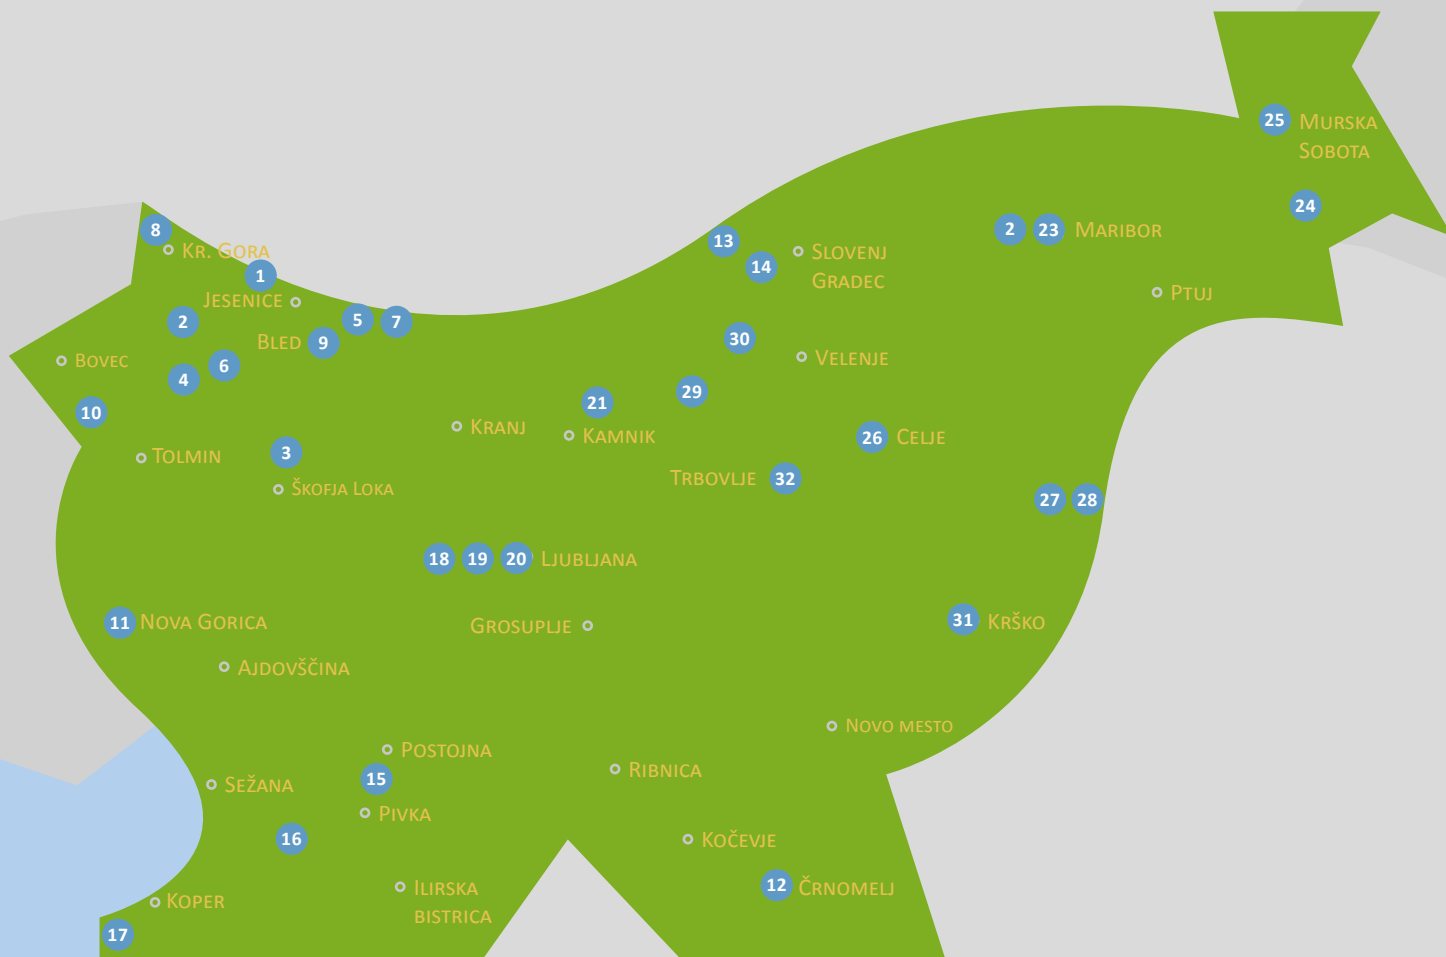 25 Murska
Sobota
24
8
Kr. Gora
13
2 23 Maribor
14 Slovenj
Gradec
1
Jesenice
Ptuj
2
5 7
Bled 9
30
Bovec
Velenje
6
4
29
10
21
Kranj
Kamnik
26 Celje
Tolmin
3
Trbovlje 32
Škofja Loka
27 28
18 19 20 Ljubljana
11 Nova Gorica
Grosuplje
31 Krško
Ajdovščina
Novo mesto
Postojna
15
Ribnica
Sežana
Pivka
16
Kočevje
Ilirska
bistrica
12 Črnomelj
Koper
17